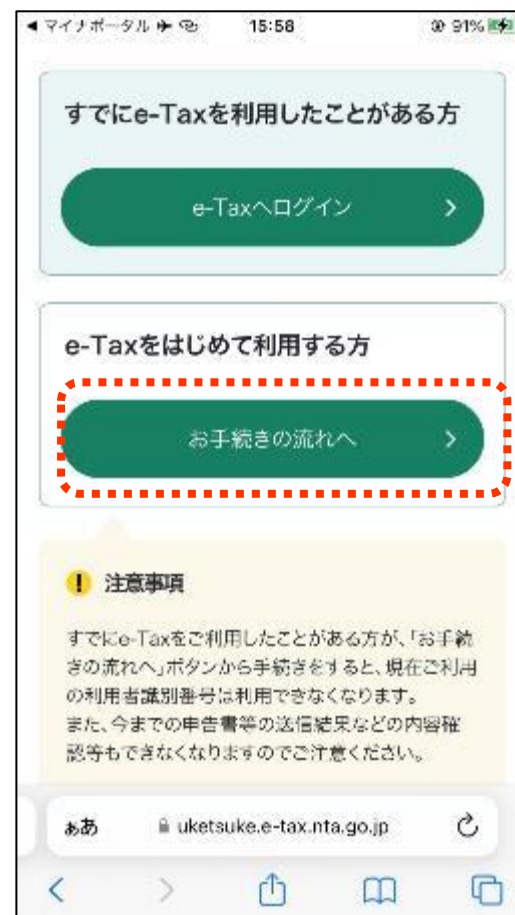 ◀ マイナポータル 15:58 91%
すでにe-Taxを利用したことがある方
e-Taxへログイン
e-Taxをはじめて利用する方
お手続きの流れへ
注意事項
すでにe-Taxをご利用したことがある方が、「お手続
きの流れへ」ボタンから手続きをすると、現在ご利用
の利用者識別番号は利用できなくなります。
また、今までの申告書等の送信結果などの内容確
認等もできなくなりますのでご注意ください。
ぁあ uketsuke.e-tax.nta.go.jp